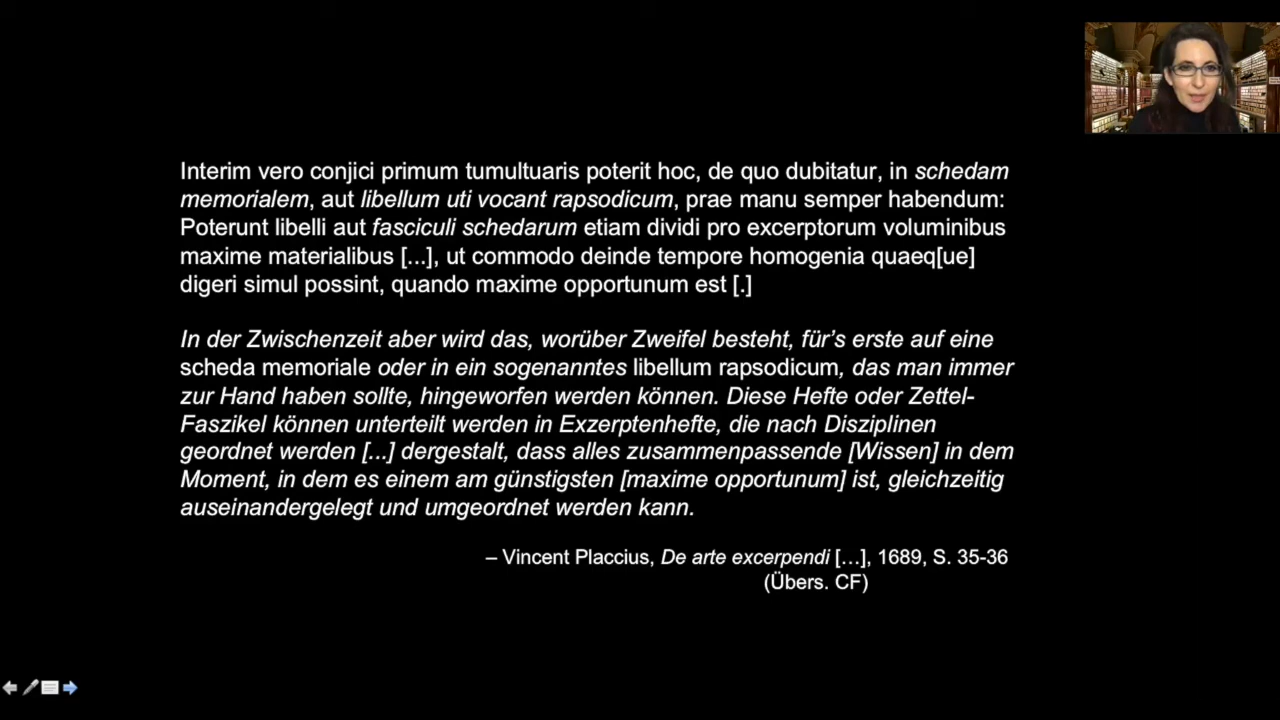 Interim vero conjici primum tumultuaris poterit hoc, de quo dubitatur, in schedam
memorialem, aut libellum uti vocant rapsodicum, prae manu semper habendum:
Poterunt libelli aut fasciculi schedarum etiam dividi pro excerptorum voluminibus
maxime materialibus [...], ut commodo deinde tempore homogenia quaeq[ue]
digeri simul possint, quando maxime opportunum est [.]
In der Zwischenzeit aber wird das, worüber Zweifel besteht, für’s erste auf eine
scheda memoriale oder in ein sogenanntes libellum rapsodicum, das man immer
zur Hand haben sollte, hingeworfen werden können. Diese Hefte oder Zettel-
Faszikel können unterteilt werden in Exzerptenhefte, die nach Disziplinen
geordnet werden [...] dergestalt, dass alles zusammenpassende [Wissen] in dem
Moment, in dem es einem am günstigsten [maxime opportunum] ist, gleichzeitig
auseinandergelegt und umgeordnet werden kann.
– Vincent Placcius, De arte excerpendi […], 1689, S. 35-36
(Übers. CF)